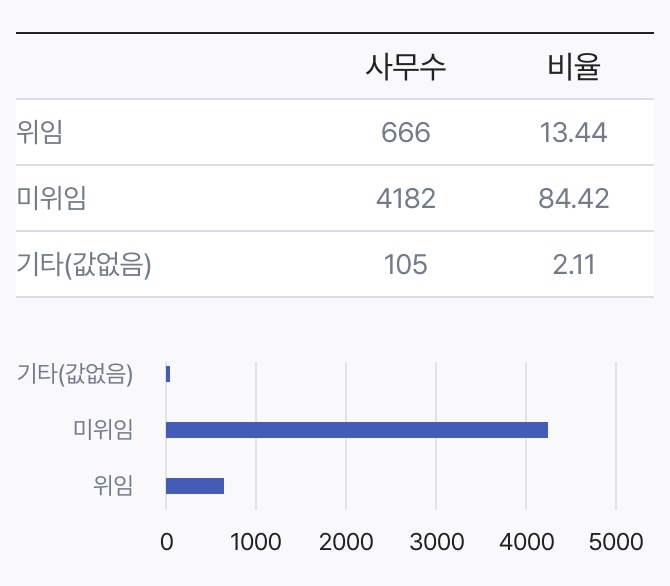 사무수 비율
위임 666 13.44
미위임 4182 84.42
기타(값없음) 105 2.11
기타(값없음)
미위임
위임
0 1000 2000 3000 4000 5000